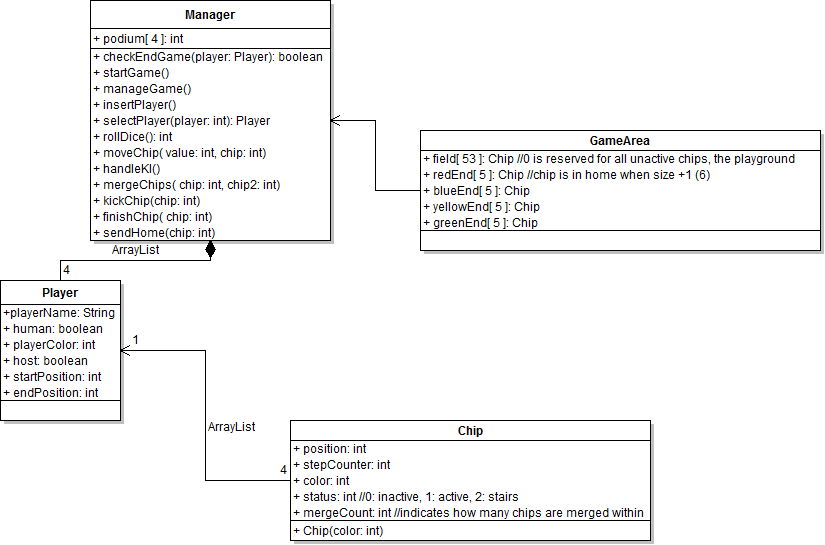 Manager
+ podium[ 4 ]: int
+ checkEndGame(player: Player): boolean
+ startGame()
+ manageGame()
+ insertPlayer()
+ selectPlayer(player: int): Player
+ rollDice(): int
+ moveChip( value: int, chip: int)
+ handleKI()
+ mergeChips( chip: int, chip2: int)
+ kickChip(chip: int)
+ finishChip( chip: int)
+ sendHome(chip: int)
GameArea
+ field[ 53 ]: Chip //0 is reserved for all unactive chips, the playground
+ redEnd[ 5 ]: Chip //chip is in home when size +1 (6)
+ blueEnd[ 5 ]: Chip
+ yellowEnd[ 5 ]: Chip
+ greenEnd[ 5 ]: Chip
ArrayList
4
Player
+playerName: String
+ human: boolean
+ playerColor: int
+ host: boolean
+ startPosition: int
+ endPosition: int
1
ArrayList
4
Chip
+ position: int
+ stepCounter: int
+ color: int
+ status: int //0: inactive, 1: active, 2: stairs
+ mergeCount: int //indicates how many chips are merged within
+ Chip(color: int)